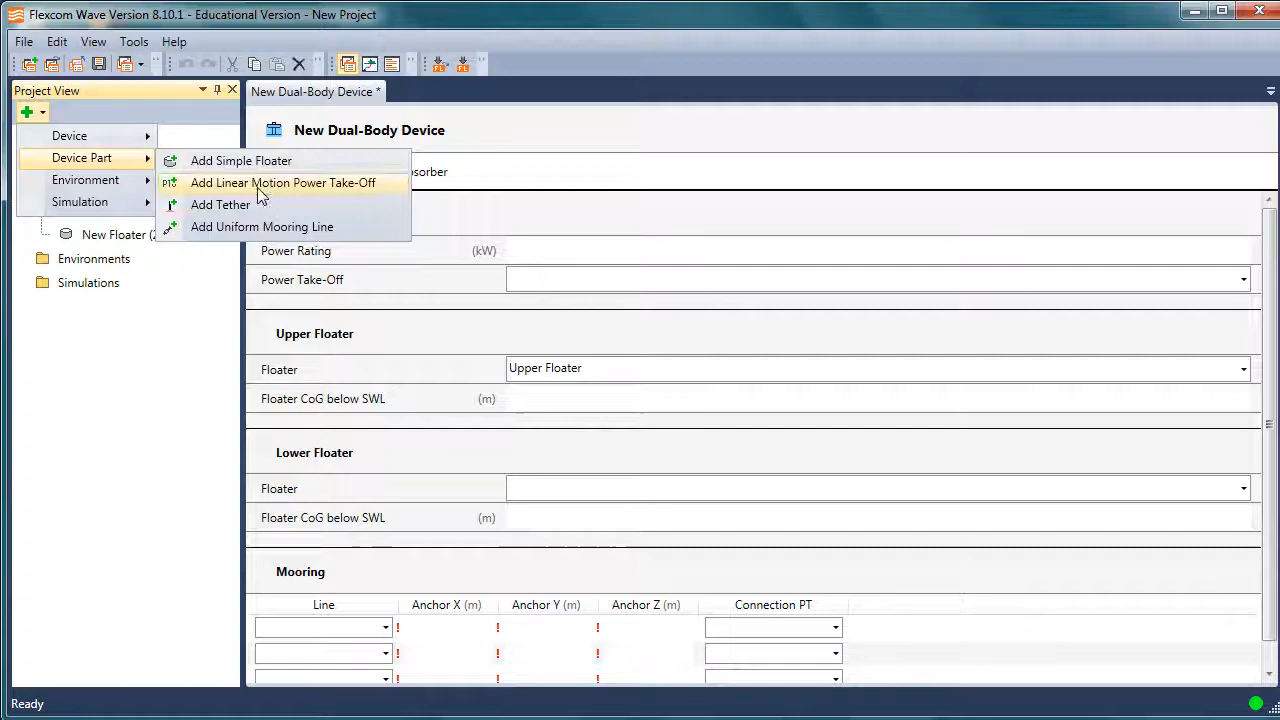 Flexcom Wave Version 8.10.1 - Educational Version - New Project
File Edit View Tools Help
Project View
New Dual-Body Device *
New Dual-Body Device
Device
Device Part
Environment
Simulation
Add Simple Floater
Add Linear Motion Power Take-Off
Add Tether
Add Uniform Mooring Line
New Floater
Environments
Simulations
Power Rating (kW)
Power Take-Off
Upper Floater
Floater Upper Floater
Floater CoG below SWL (m)
Lower Floater
Floater
Floater CoG below SWL (m)
Mooring
Line Anchor X (m) Anchor Y (m) Anchor Z (m) Connection PT
! ! !
! ! !
! ! !
Ready